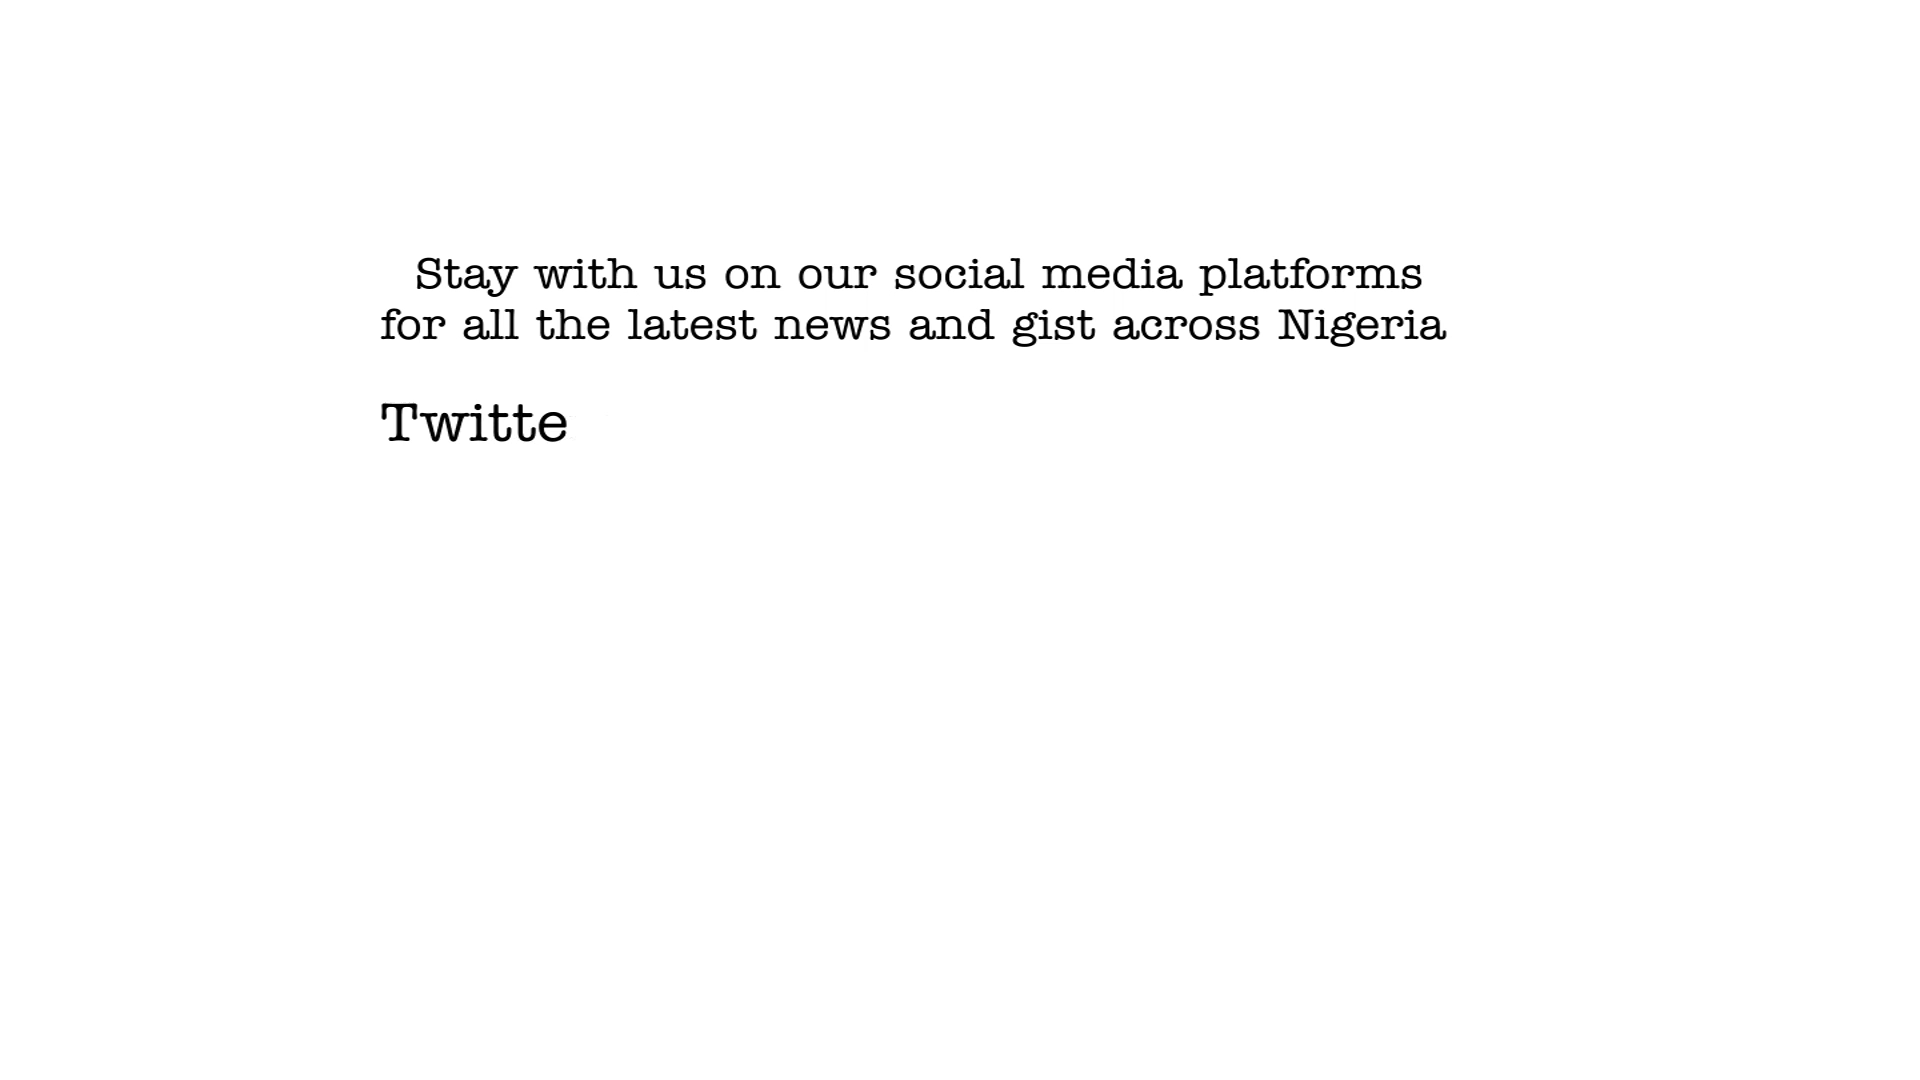 Stay with us on our social media platforms
for all the latest news and gist across Nigeria
Twitte